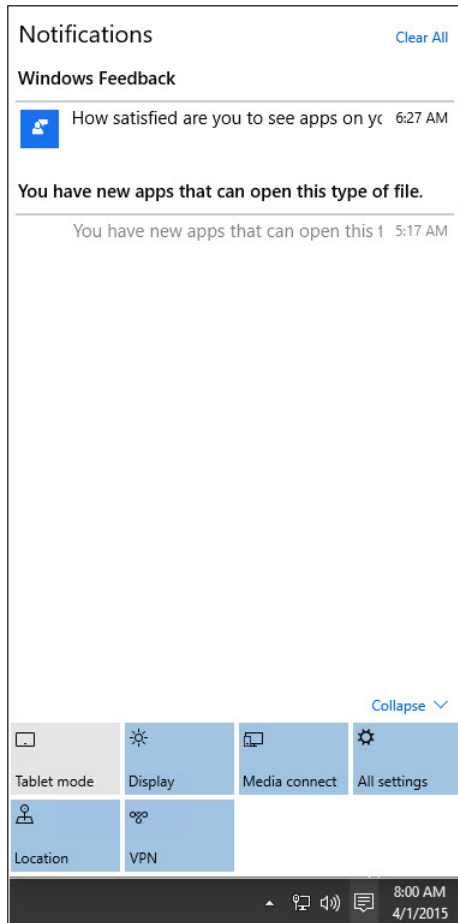 Notifications
Clear All
Windows Feedback
How satisfied are you to see apps on yo
6:27 AM
You have new apps that can open this type of file.
You have new apps that can open this t
5:17 AM
Collapse
Tablet mode
Display
Media connect
All settings
Location
VPN
8:00 AM
4/1/2015